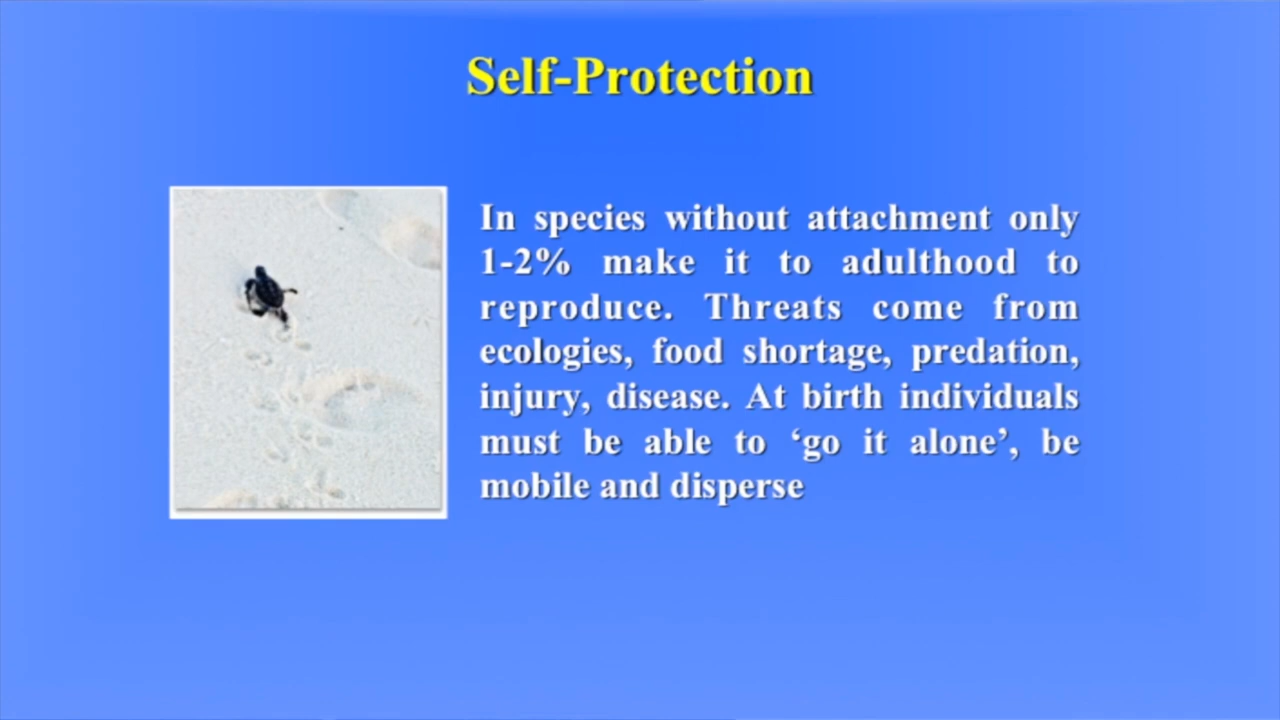 Self-Protection
In species without attachment only
1-2% make it to adulthood to
reproduce. Threats come from
ecologies, food shortage, predation,
injury, disease. At birth individuals
must be able to ‘go it alone’, be
mobile and disperse